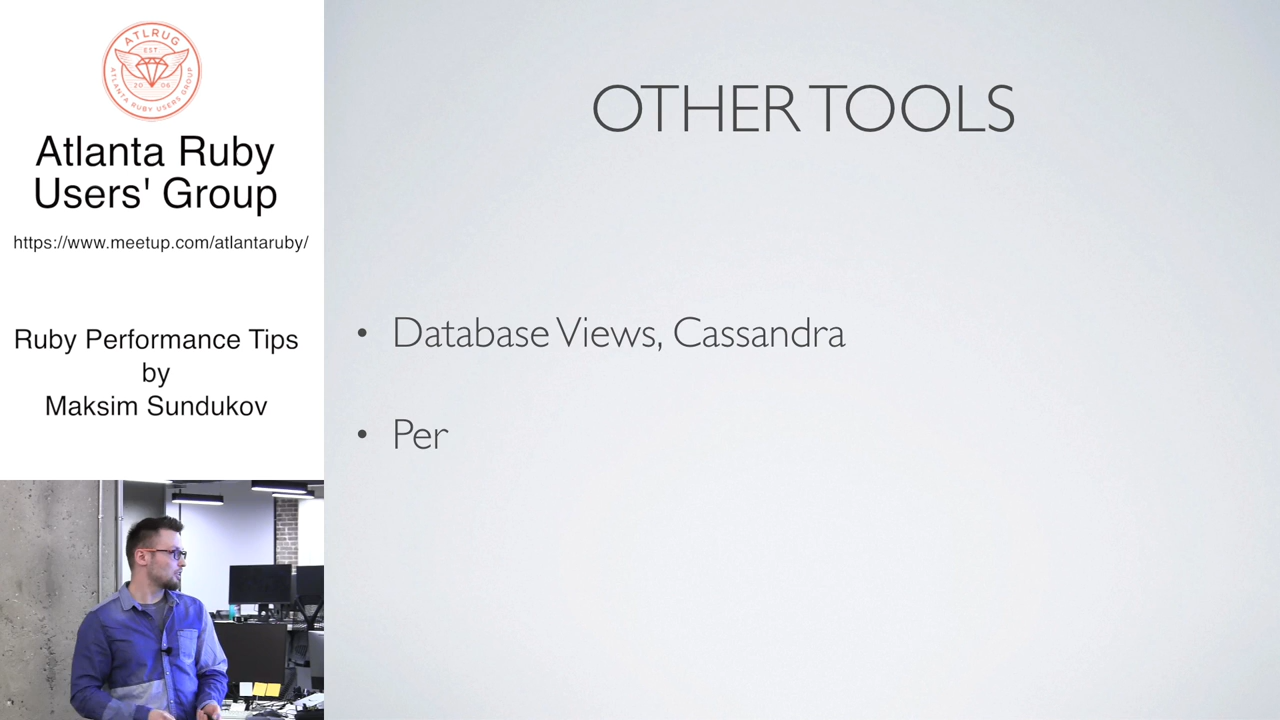 ATLRUG
EST
20 06
ATLANTA RUBY USERS GROUP
Atlanta Ruby
Users' Group
https://www.meetup.com/atlantaruby/
Ruby Performance Tips
by
Maksim Sundukov
OTHER TOOLS
• Database Views, Cassandra
• Per